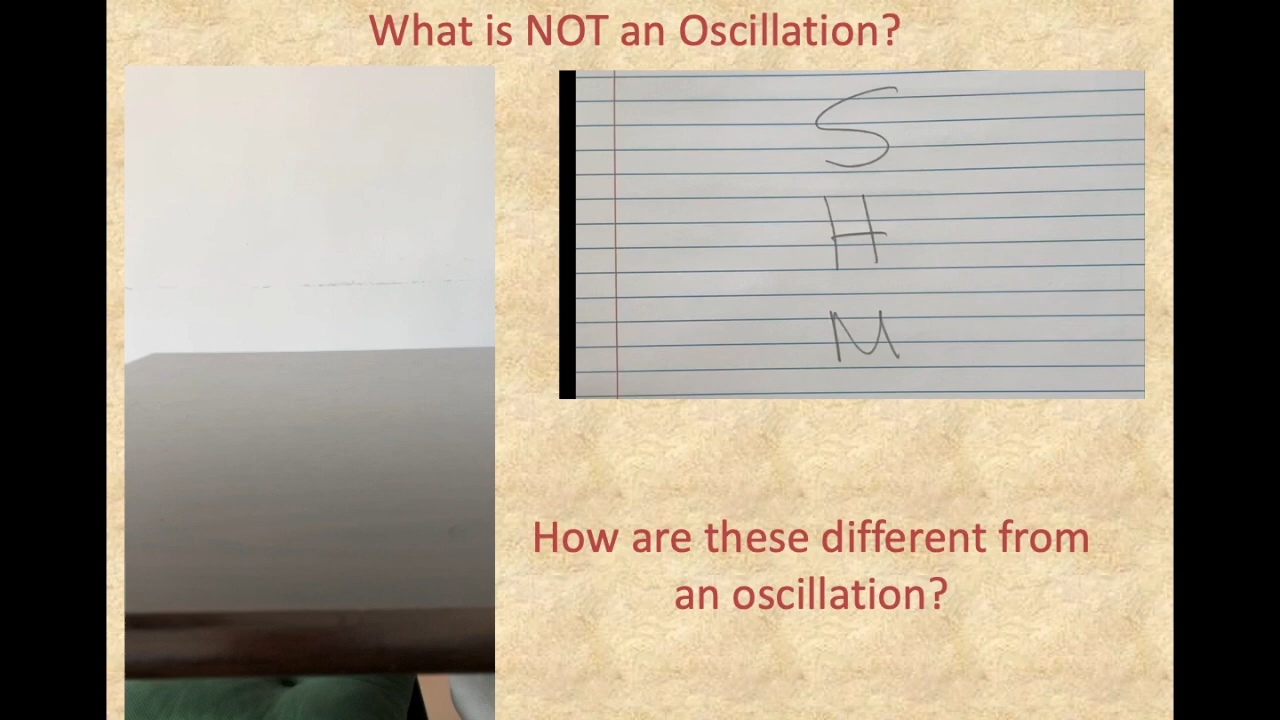 What is NOT an Oscillation?
S
H
M
How are these different from
an oscillation?